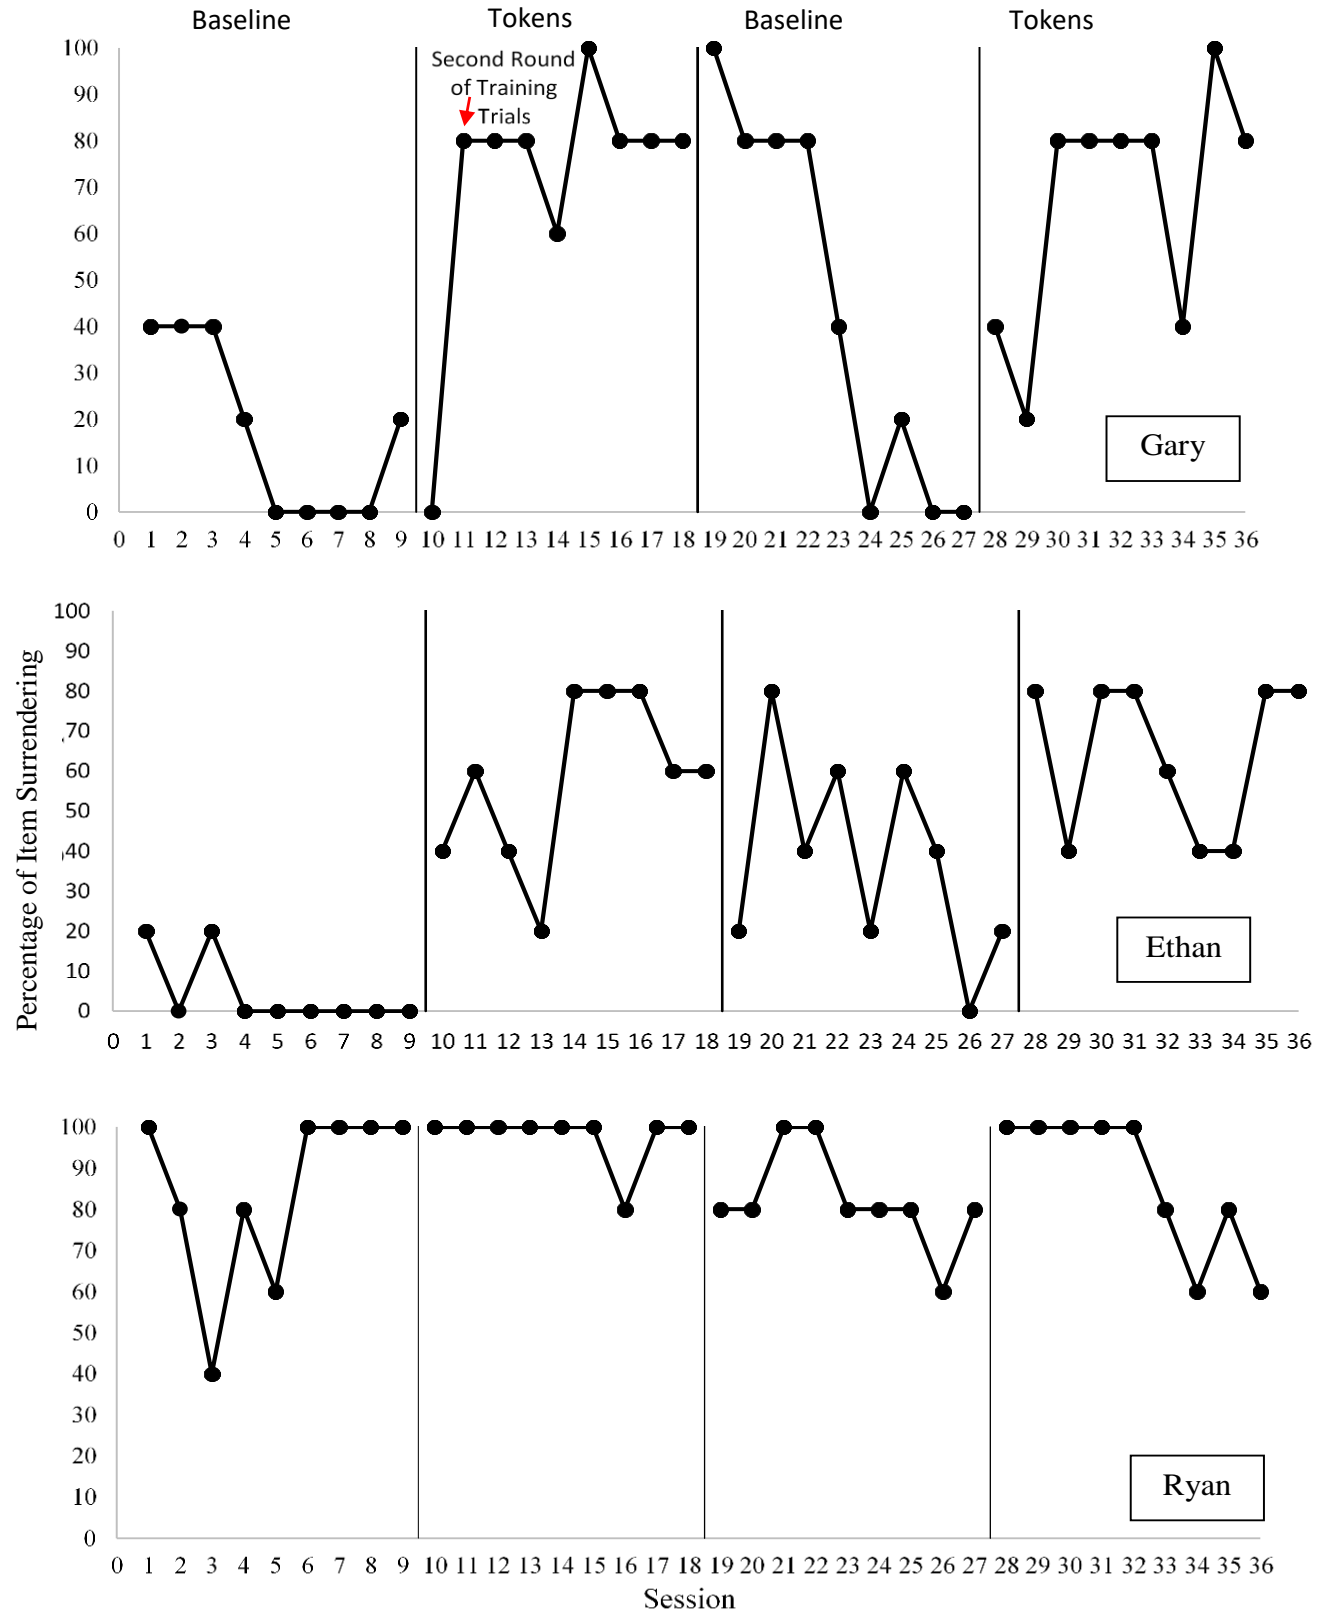 Baseline Tokens Baseline Tokens
Second Round
of Training
Trials
100
90
80
70
60
50
40
30
20
10
0
0 1 2 3 4 5 6 7 8 9 10 11 12 13 14 15 16 17 18 19 20 21 22 23 24 25 26 27 28 29 30 31 32 33 34 35 36
Gary
Percentage of Item Surrendering
100
90
80
70
60
50
40
30
20
10
0
0 1 2 3 4 5 6 7 8 9 10 11 12 13 14 15 16 17 18 19 20 21 22 23 24 25 26 27 28 29 30 31 32 33 34 35 36
Ethan
100
90
80
70
60
50
40
30
20
10
0
0 1 2 3 4 5 6 7 8 9 10 11 12 13 14 15 16 17 18 19 20 21 22 23 24 25 26 27 28 29 30 31 32 33 34 35 36
Ryan
Session